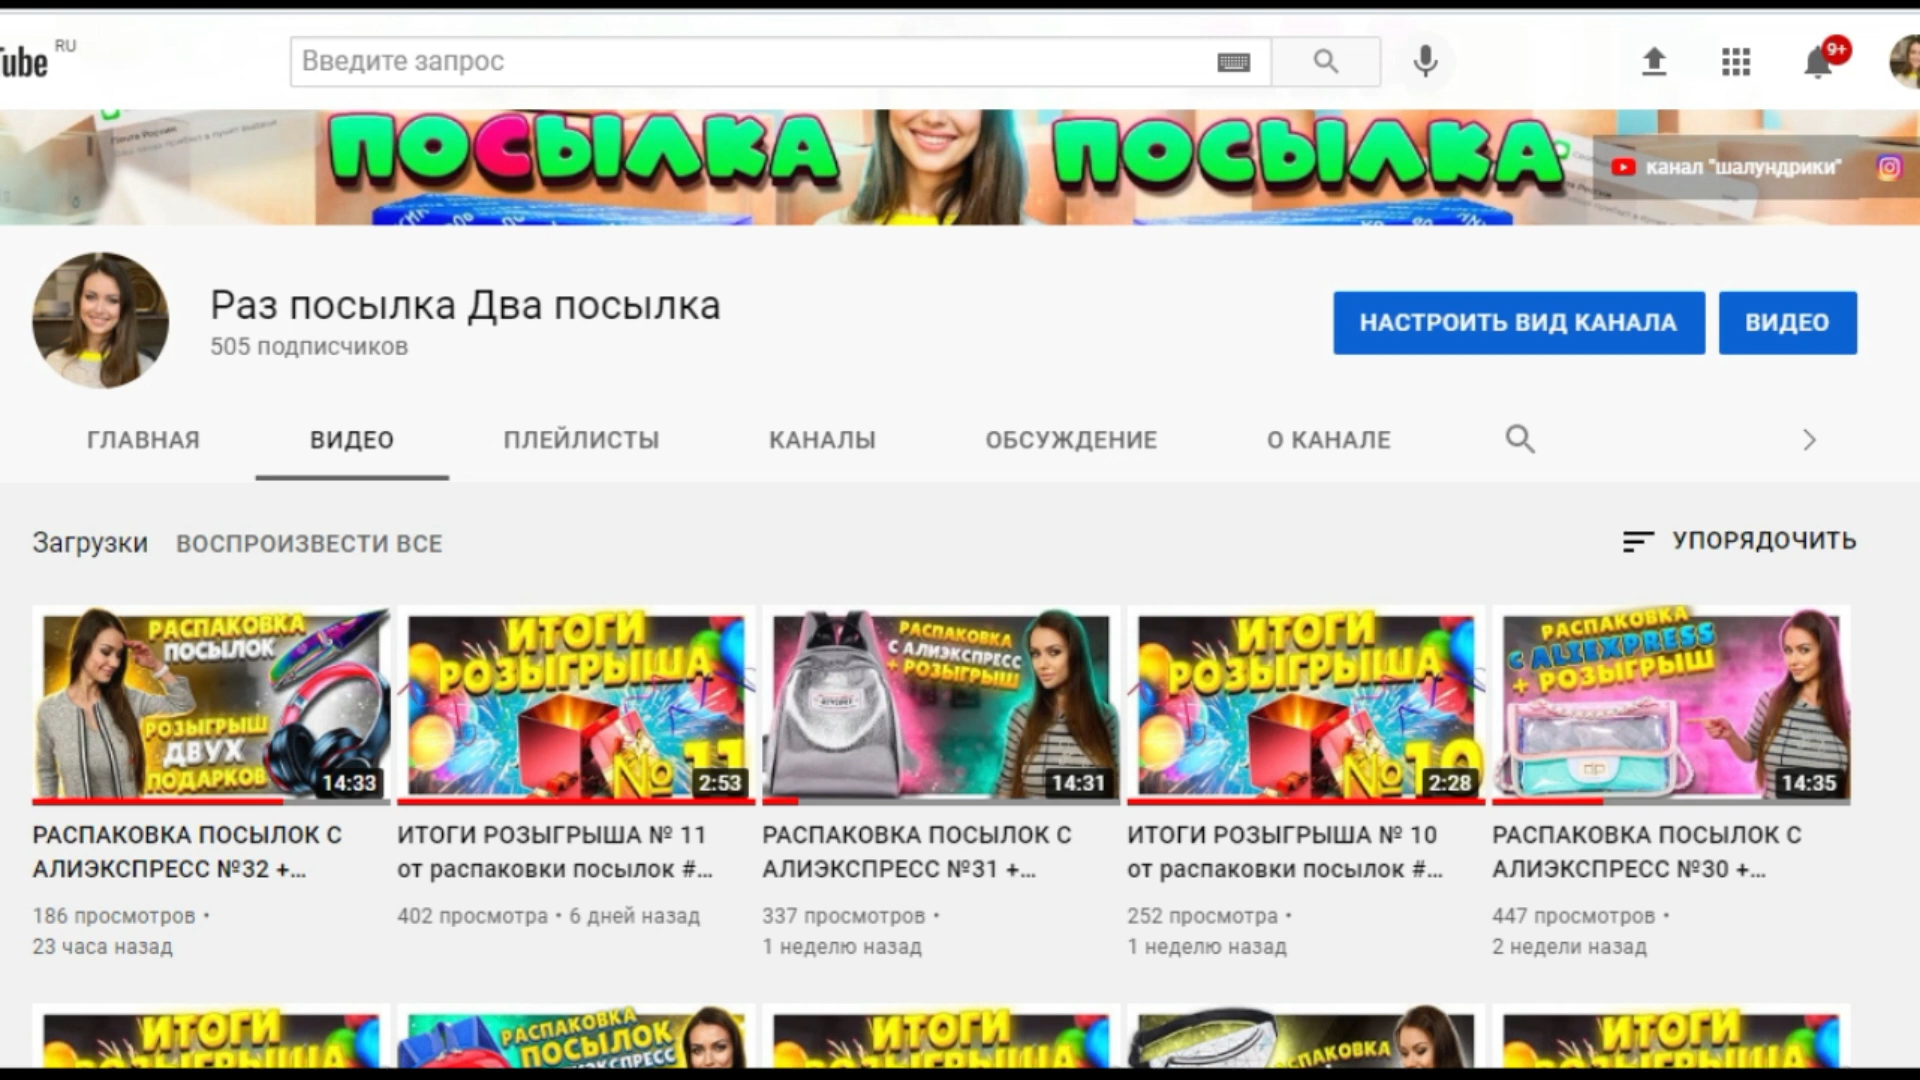 Tube RU
Введите запрос
9+
ПОСЫЛКА ПОСЫЛКА
канал "шалундрики"
Раз посылка Два посылка
505 подписчиков
НАСТРОИТЬ ВИД КАНАЛА
ВИДЕО
ГЛАВНАЯ ВИДЕО ПЛЕЙЛИСТЫ КАНАЛЫ ОБСУЖДЕНИЕ О КАНАЛЕ
Загрузки ВОСПРОИЗВЕСТИ ВСЕ
УПОРЯДОЧИТЬ
РАСПАКОВКА
ПОСЫЛОК
РОЗЫГРЫШ
ДВУХ
ПОДАРКОВ
14:33
РАСПАКОВКА ПОСЫЛОК С
АЛИЭКСПРЕСС №32 +...
186 просмотров •
23 часа назад
ИТОГИ
РОЗЫГРЫША
№ 11
2:53
ИТОГИ РОЗЫГРЫША № 11
от распаковки посылок #...
402 просмотра • 6 дней назад
РАСПАКОВКА
С АЛИЭКСПРЕСС
+ РОЗЫГРЫШ
14:31
РАСПАКОВКА ПОСЫЛОК С
АЛИЭКСПРЕСС №31 +...
337 просмотров •
1 неделю назад
ИТОГИ
РОЗЫГРЫША
№10
2:28
ИТОГИ РОЗЫГРЫША № 10
от распаковки посылок #...
252 просмотра •
1 неделю назад
РАСПАКОВКА
С ALIEXPRESS
+ РОЗЫГРЫШ
14:35
РАСПАКОВКА ПОСЫЛОК С
АЛИЭКСПРЕСС №30 +...
447 просмотров •
2 недели назад
ИТОГИ
РОЗЫГРЫША
РАСПАКОВКА
ПОСЫЛОК
ИТОГИ
РОЗЫГРЫША
РАСПАКОВКА
ИТОГИ
РОЗЫГРЫША